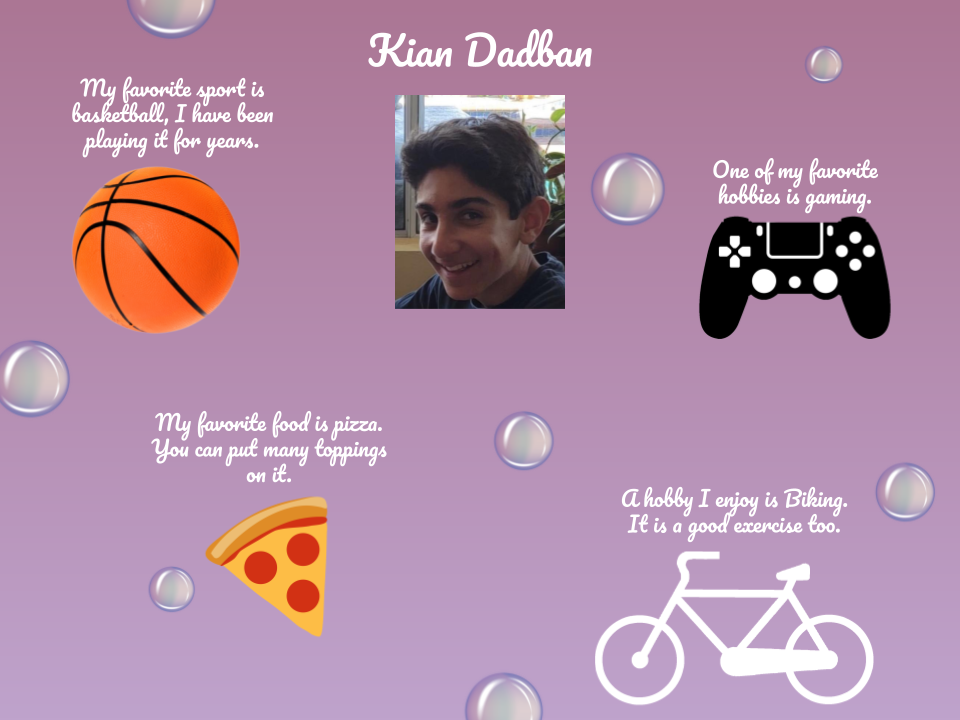 Kian Dadban
My favorite sport is
basketball, I have been
playing it for years.
One of my favorite
hobbies is gaming.
My favorite food is pizza.
You can put many toppings
on it.
A hobby I enjoy is Biking.
It is a good exercise too.